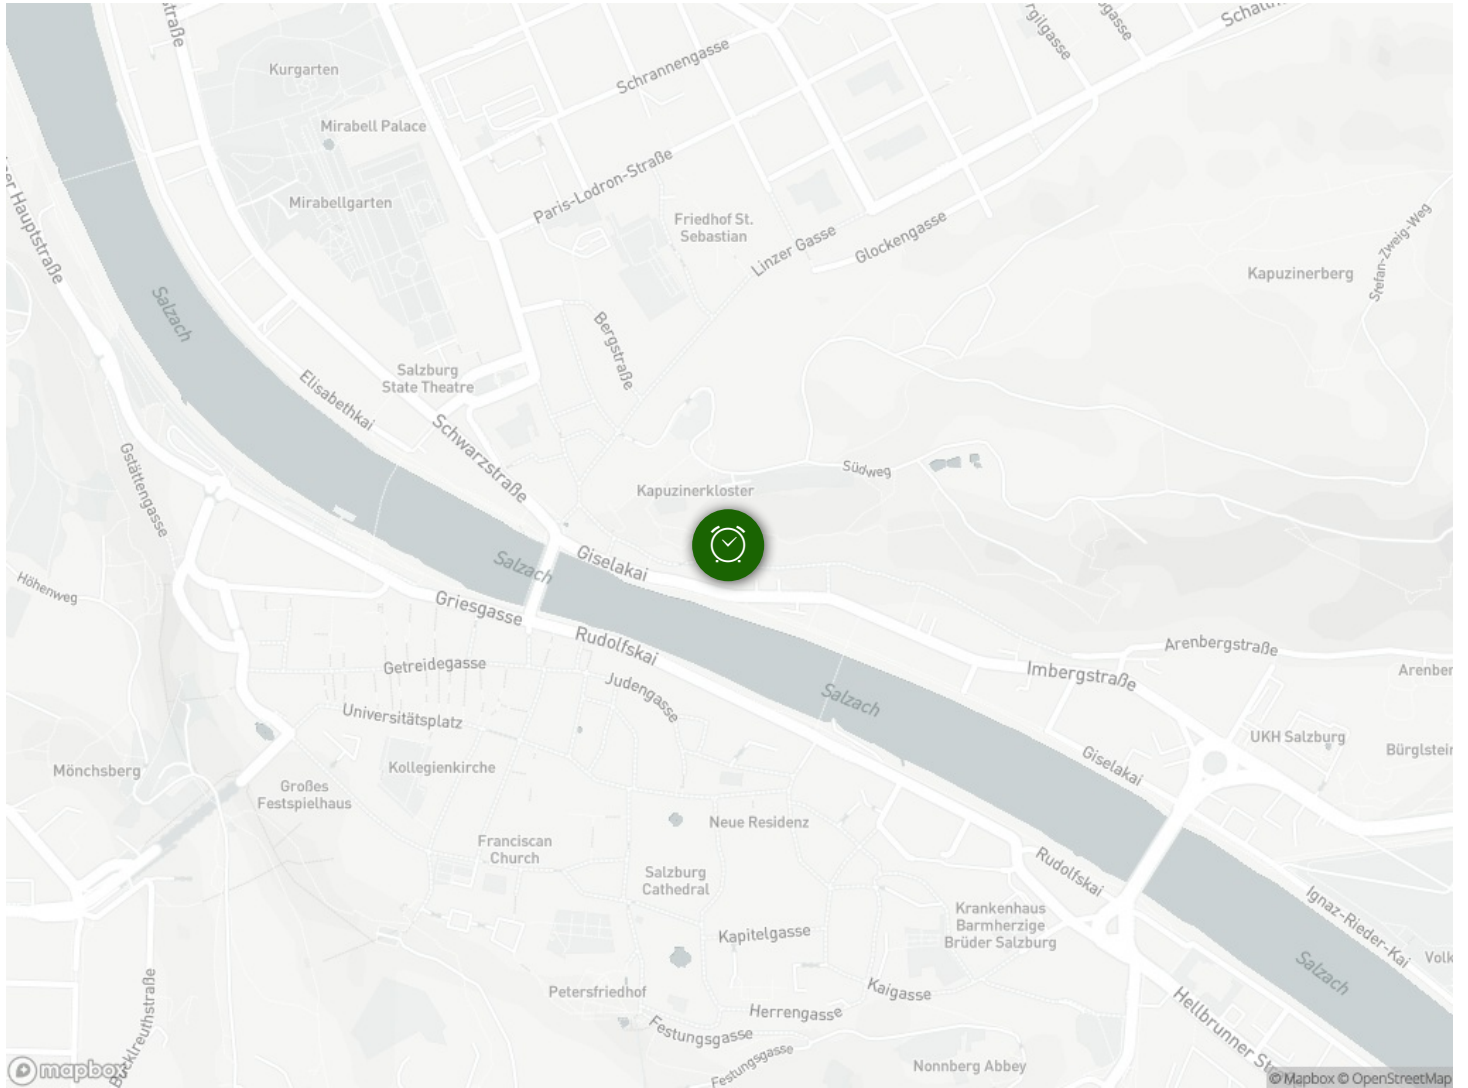 Schrannengasse
Kurgarten
Mirabell Palace
Paris-Lodron-Straße
Mirabellgarten
Friedhof St.
Sebastian
Linzer Gasse
Glockengasse
Stefan-Zweig-Weg
Kapuzinerberg
Salzach
Bergstraße
Salzburg
State Theatre
Elisabethkai
Schwarzstraße
Gstättengasse
Südweg
Kapuzinerkloster
Salzach
Giselakai
Höhenweg
Griesgasse
Rudolfskai
Getreidegasse
Judengasse
Universitätsplatz
Arenbergstraße
Imbergstraße
Salzach
UKH Salzburg
Giselakai
Mönchsberg
Kollegienkirche
Großes
Festspielhaus
Neue Residenz
Franciscan
Church
Salzburg
Cathedral
Rudolfskai
Ignaz-Rieder-Kai
Krankenhaus
Barmherzige
Brüder Salzburg
Kapitelgasse
Salzach
Petersfriedhof
Kaigasse
Herrengasse
Festungsgasse
Festungsgasse
Nonnberg Abbey
Hellbrunner Str
mapbox
© Mapbox © OpenStreetMap